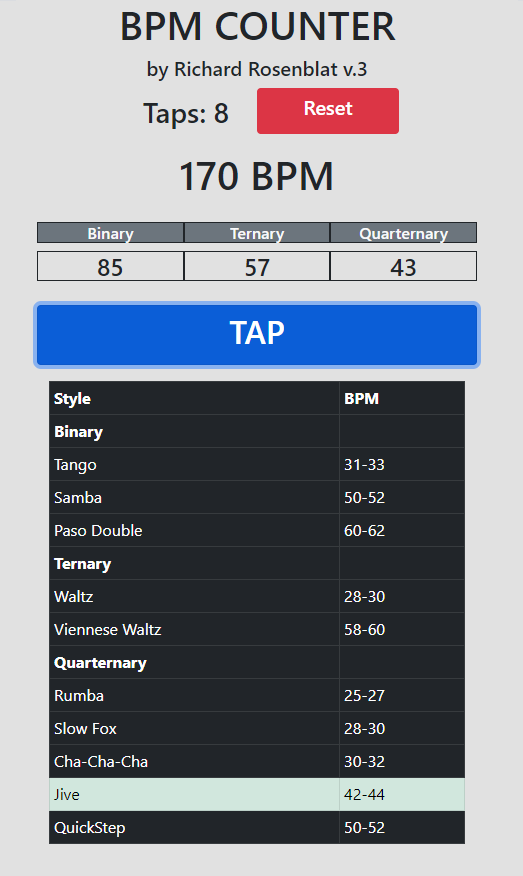 BPM COUNTER
by Richard Rosenblat v.3
Taps: 8 Reset
170 BPM
Binary Ternary Quarternary
85 57 43
TAP
Style BPM
Binary
Tango 31-33
Samba 50-52
Paso Double 60-62
Ternary
Waltz 28-30
Viennese Waltz 58-60
Quarternary
Rumba 25-27
Slow Fox 28-30
Cha-Cha-Cha 30-32
Jive 42-44
QuickStep 50-52